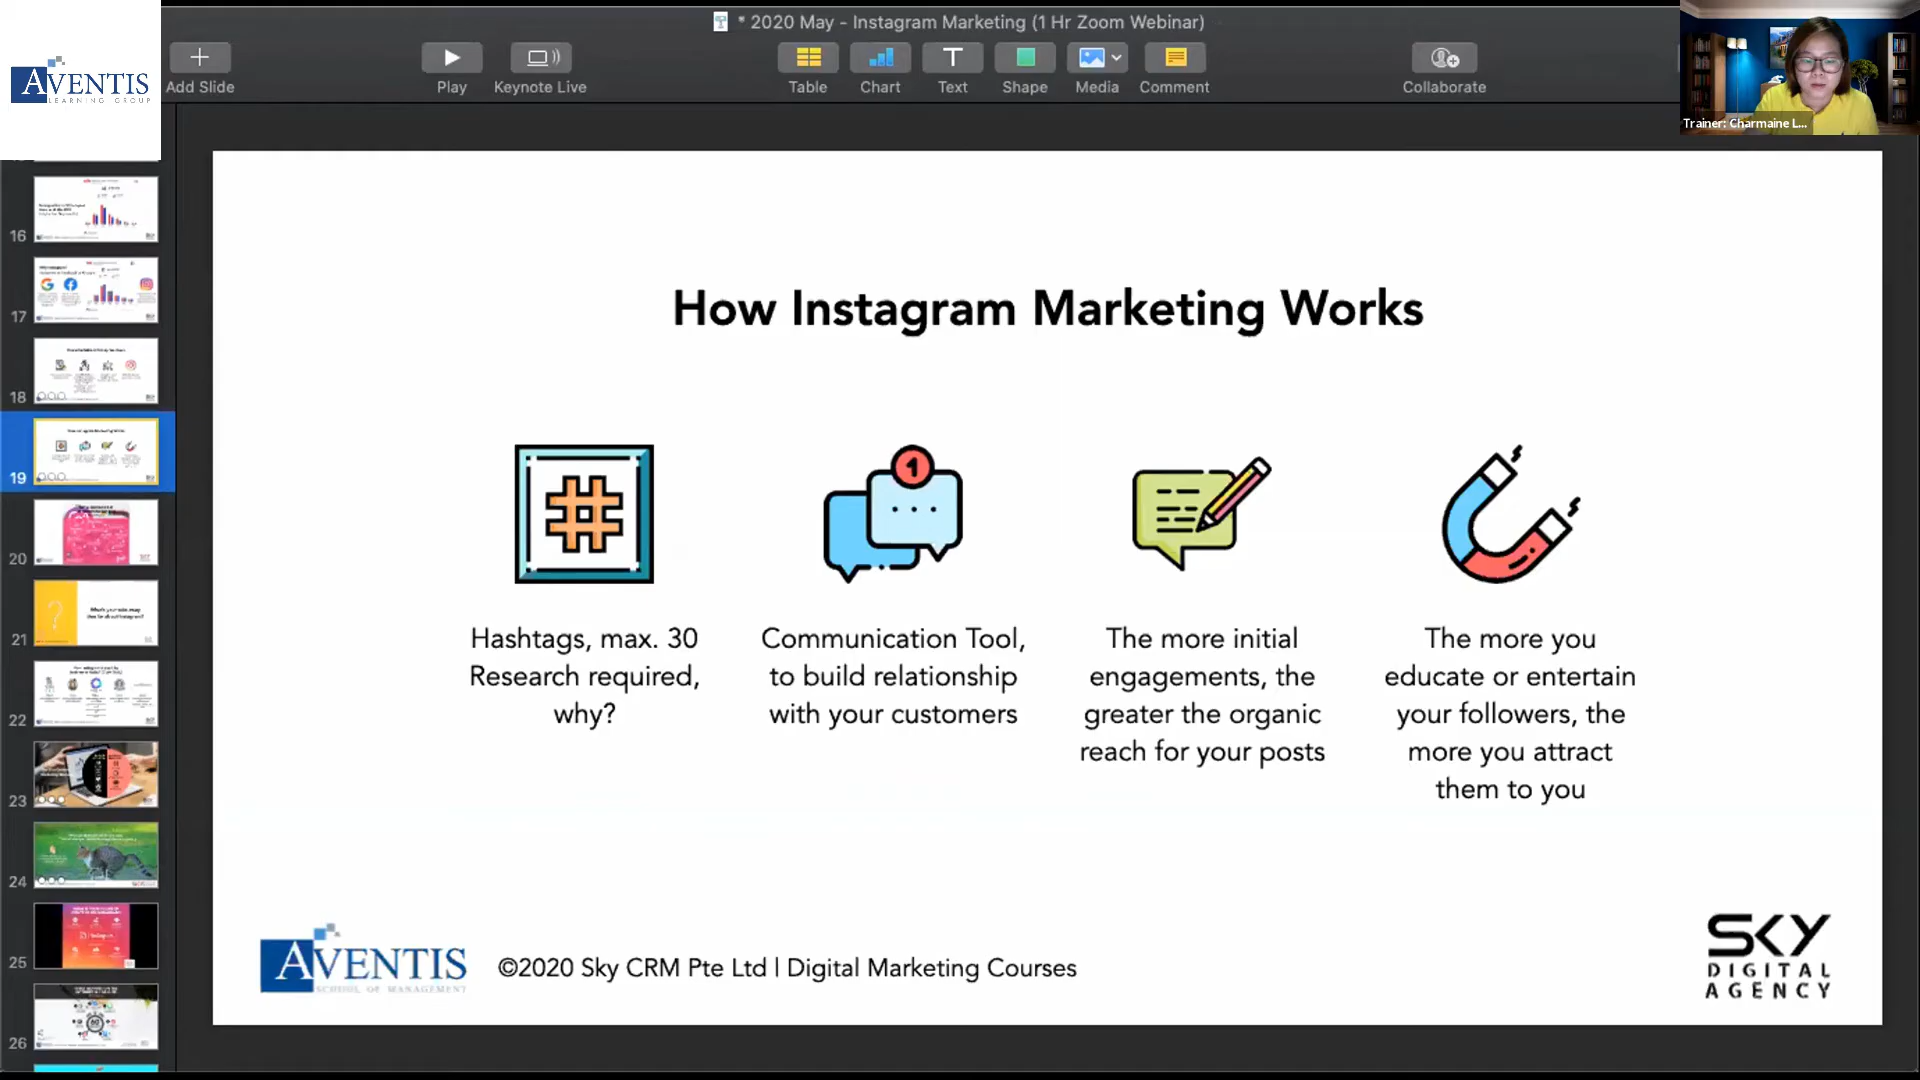 * 2020 May - Instagram Marketing (1 Hr Zoom Webinar)
AVENTIS
LEARNING GROUP
Add Slide
Play
Keynote Live
Table
Chart
Text
Shape
Media
Comment
Collaborate
Trainer: Charmaine L...
16
17
18
19
20
21
22
23
24
25
26
How Instagram Marketing Works
#
1
Hashtags, max. 30
Research required,
why?
Communication Tool,
to build relationship
with your customers
The more initial
engagements, the
greater the organic
reach for your posts
The more you
educate or entertain
your followers, the
more you attract
them to you
AVENTIS
SCHOOL OF MANAGEMENT
©2020 Sky CRM Pte Ltd | Digital Marketing Courses
SKY
DIGITAL
AGENCY